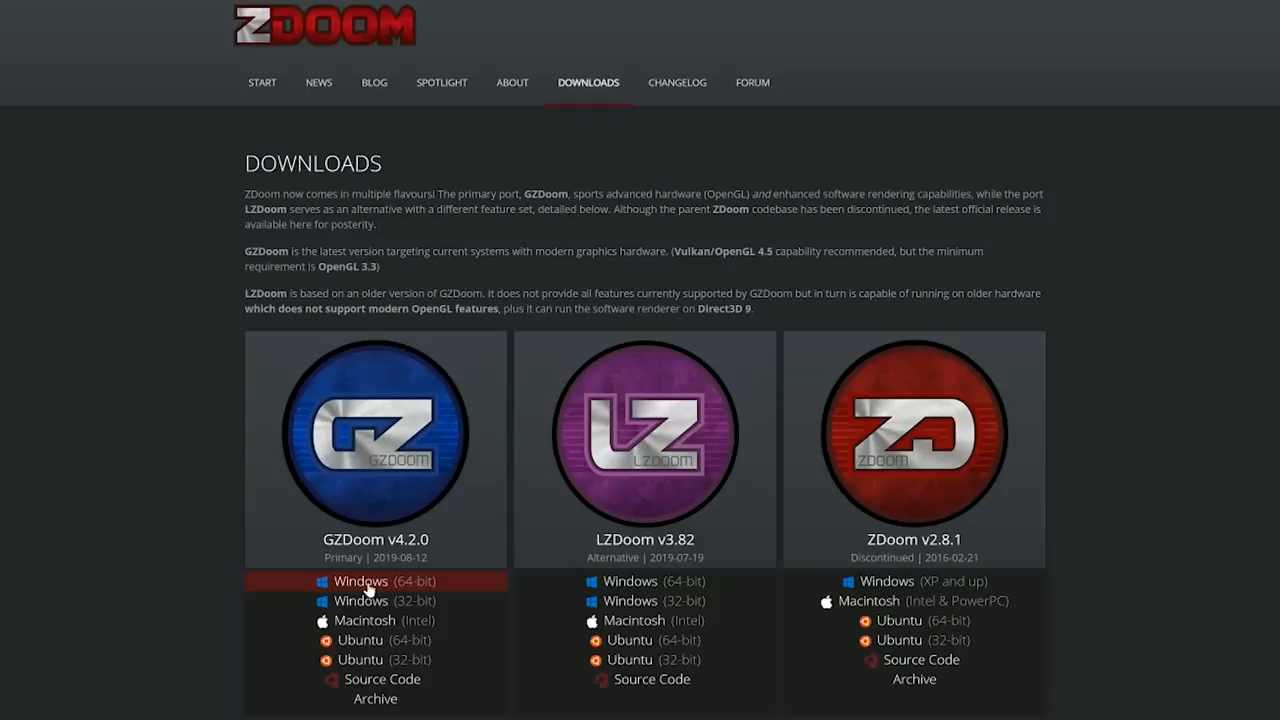 ZDOOM
START NEWS BLOG SPOTLIGHT ABOUT DOWNLOADS CHANGELOG FORUM
DOWNLOADS
ZDoom now comes in multiple flavours! The primary port, GZDoom, sports advanced hardware (OpenGL) and enhanced software rendering capabilities, while the port
LZDoom serves as an alternative with a different feature set, detailed below. Although the parent ZDoom codebase has been discontinued, the latest official release is
available here for posterity.
GZDoom is the latest version targeting current systems with modern graphics hardware. (Vulkan/OpenGL 4.5 capability recommended, but the minimum
requirement is OpenGL 3.3)
LZDoom is based on an older version of GZDoom. It does not provide all features currently supported by GZDoom but in turn is capable of running on older hardware
which does not support modern OpenGL features, plus it can run the software renderer on Direct3D 9.
GZ
GZDOOM
GZDoom v4.2.0
Primary | 2019-08-12
Windows (64-bit)
Windows (32-bit)
Macintosh (Intel)
Ubuntu (64-bit)
Ubuntu (32-bit)
Source Code
Archive
LZ
LZDOOM
LZDoom v3.82
Alternative | 2019-07-19
Windows (64-bit)
Windows (32-bit)
Macintosh (Intel)
Ubuntu (64-bit)
Ubuntu (32-bit)
Source Code
ZD
ZDOOM
ZDoom v2.8.1
Discontinued | 2016-02-21
Windows (XP and up)
Macintosh (Intel & PowerPC)
Ubuntu (64-bit)
Ubuntu (32-bit)
Source Code
Archive